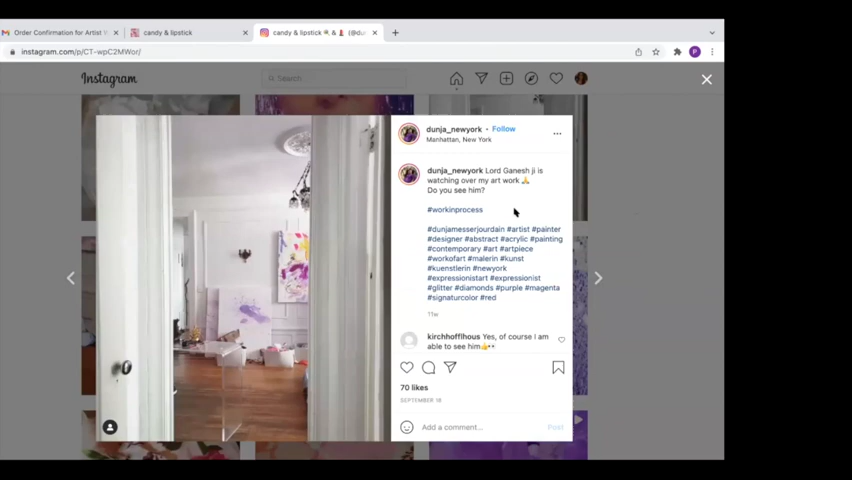 Order Confirmation for Artist
candy & lipstick
candy & lipstick & (@du
instagram.com/p/CT-wpC2MWor/
P
Instagram
Search
dunja_newyork • Follow
Manhattan, New York
dunja_newyork Lord Ganesh ji is
watching over my art work 🙏
Do you see him?
#workinprocess
#dunjamesserjourdain #artist #painter
#designer #abstract #acrylic #painting
#contemporary #art #artpiece
#workofart #malerin #kunst
#kuenstlerin #newyork
#expressionistart #expressionist
#glitter #diamonds #purple #magenta
#signaturcolor #red
11w
kirchhofflhous Yes, of course I am
able to see him👍👀
70 likes
SEPTEMBER 18
Add a comment...
Post